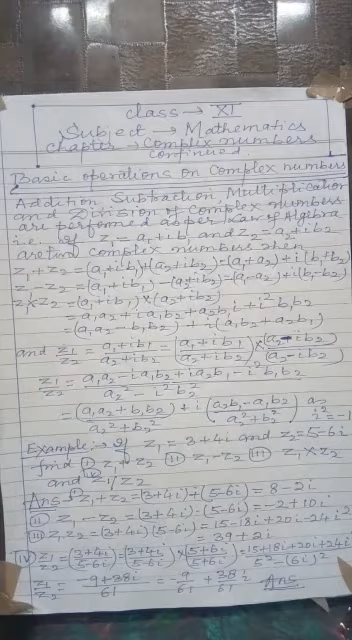 class → XI
Subject → Mathematics
chapter → Complex numbers
continued
Basic operations on Complex numbers
Addition, Subtraction, Multiplication
and Division of Complex numbers
are performed as per Law of Algebra
i.e. If z₁ = a₁+ib₁ and z₂ = a₂+ib₂
are two complex numbers then
z₁+z₂ = (a₁+ib₁)+(a₂+ib₂) = (a₁+a₂)+i(b₁+b₂)
z₁-z₂ = (a₁+ib₁)-(a₂+ib₂) = (a₁-a₂)+i(b₁-b₂)
z₁×z₂ = (a₁+ib₁)×(a₂+ib₂)
= a₁a₂+ia₁b₂+a₂b₁i+i²b₁b₂
= (a₁a₂-b₁b₂)+i(a₁b₂+a₂b₁)
and z₁/z₂ = (a₁+ib₁)/(a₂+ib₂) = (a₁+ib₁)/(a₂+ib₂) × (a₂-ib₂)/(a₂-ib₂)
z₁/z₂ = (a₁a₂-ia₁b₂+ia₂b₁-i²b₁b₂)/(a₂²-i²b₂²)
= (a₁a₂+b₁b₂)/(a₂²+b₂²) + i (a₂b₁-a₁b₂)/(a₂²+b₂²) as i²=-1
Example:→ If z₁ = 3+4i and z₂=5-6i
find (i) z₁+z₂ (ii) z₁-z₂ (iii) z₁×z₂
and (iv) z₁/z₂
Ans (i) z₁+z₂ = (3+4i)+(5-6i) = 8-2i
(ii) z₁-z₂ = (3+4i)-(5-6i) = -2+10i
(iii) z₁z₂ = (3+4i)(5-6i) = 15-18i+20i-24i²
= 39+2i
(iv) z₁/z₂ = (3+4i)/(5-6i) = (3+4i)/(5-6i) × (5+6i)/(5+6i) = (15+18i+20i+24i²)/(5²-(6i)²)
z₁/z₂ = (-9+38i)/61 = -9/61 + 38/61 i Ans